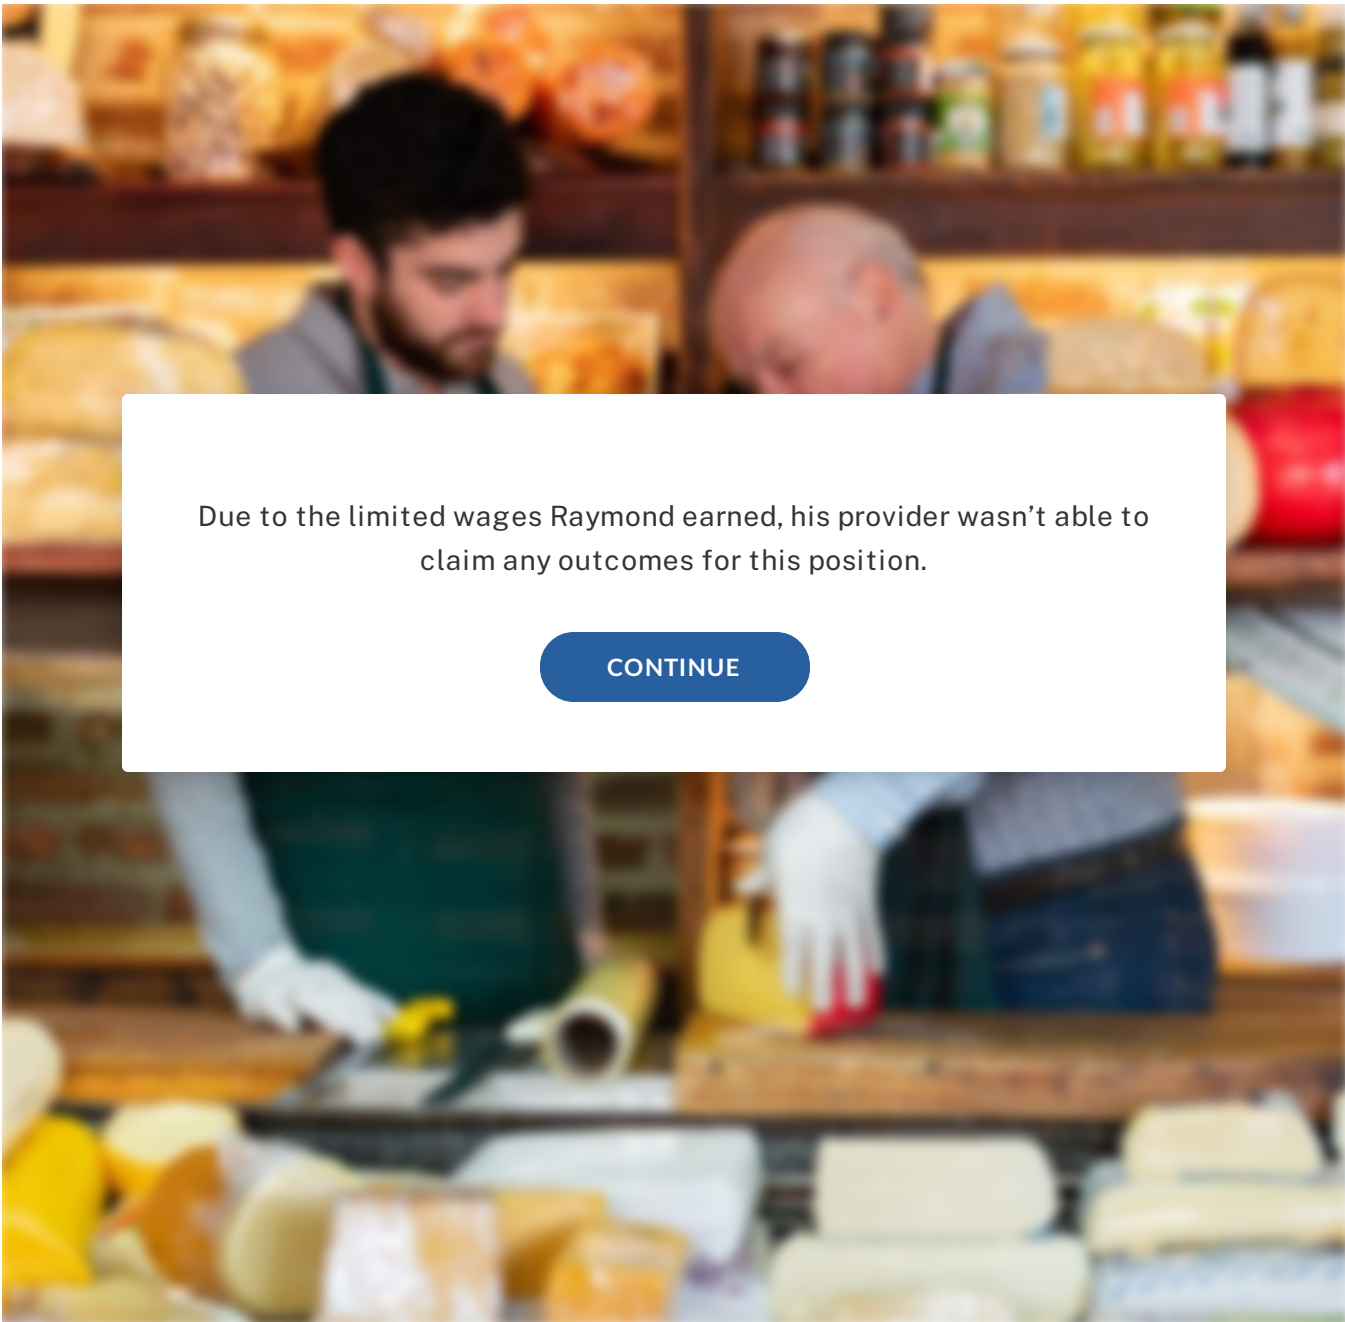 Due to the limited wages Raymond earned, his provider wasn’t able to
claim any outcomes for this position.
CONTINUE